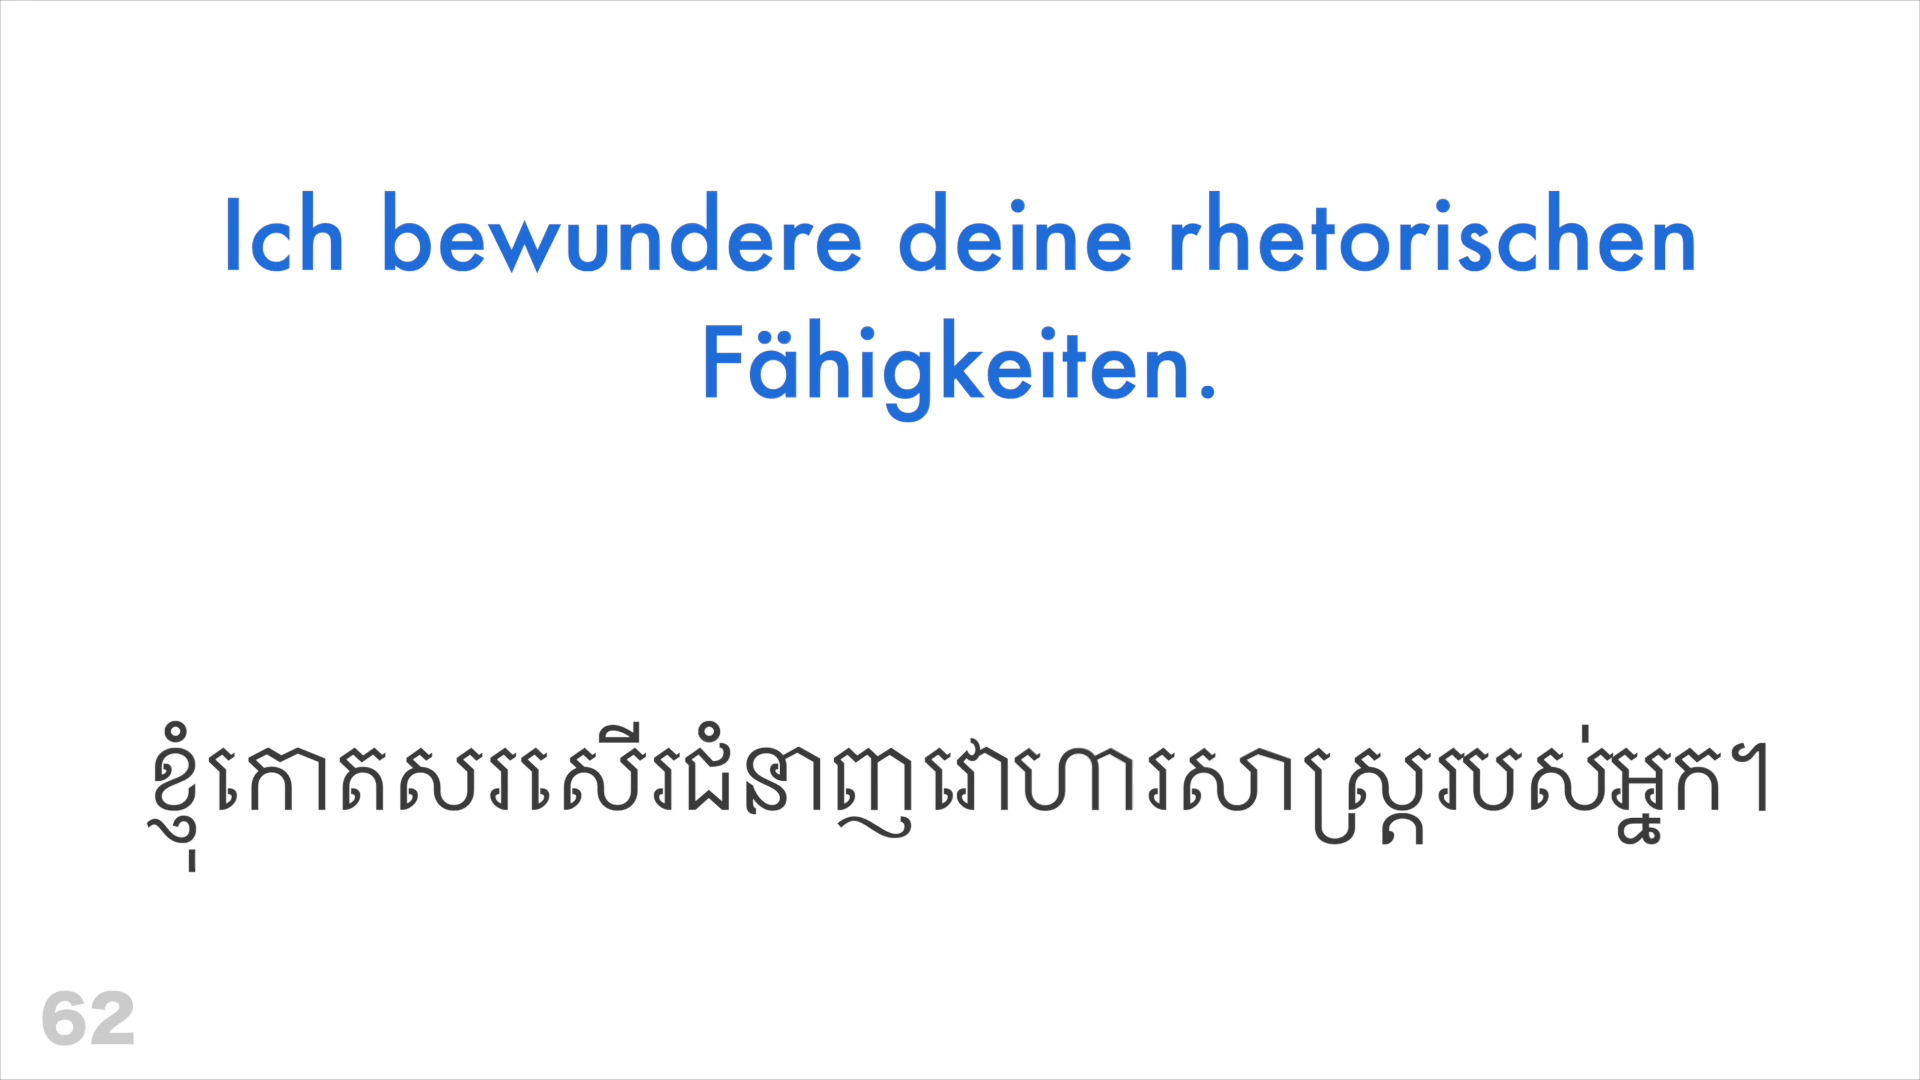 Ich bewundere deine rhetorischen
Fähigkeiten.
ខ្ញុំកោតសរសើរជំនាញវោហារសាស្ត្ររបស់អ្នក។
62